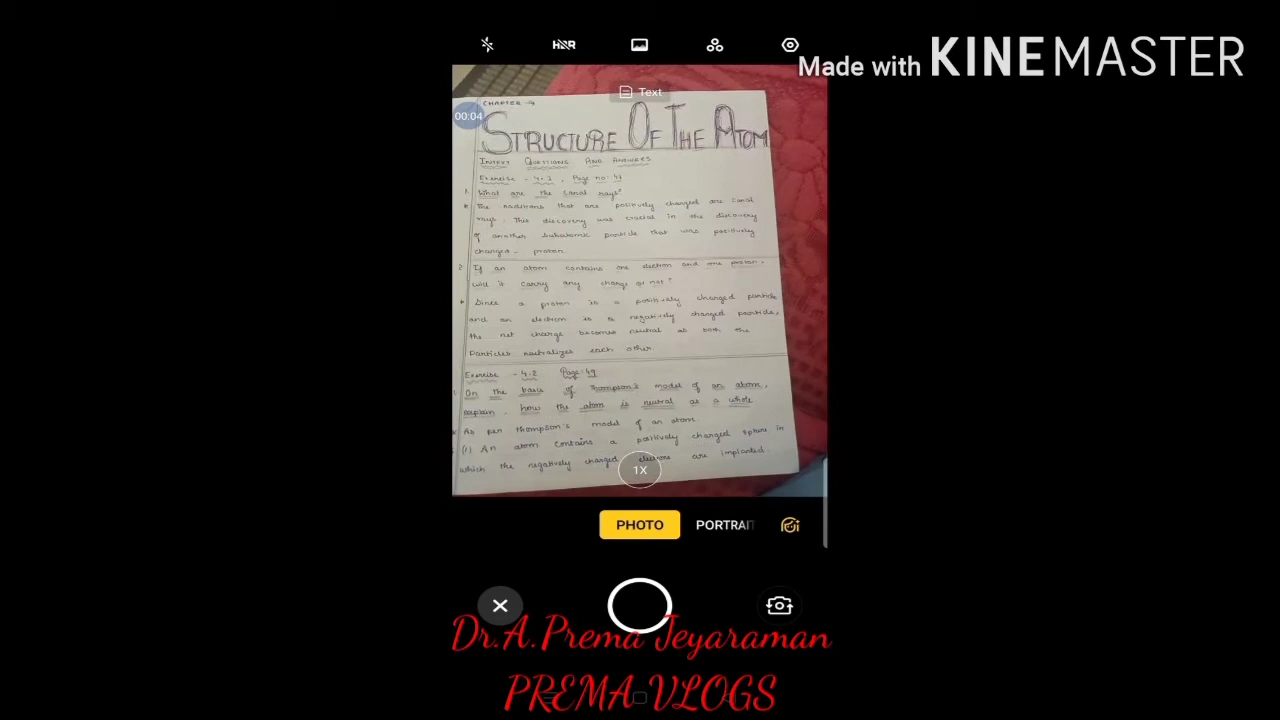 Made with KINEMASTER
HDR
Text
00:04
CHAPTER - 4
STRUCTURE OF THE ATOM
INTEXT QUESTIONS AND ANSWERS
Exercise - 4.1, Page no: 47
1. What are the canal rays?
The radiations that are positively charged are canal
rays. This discovery was crucial in the discovery
of another subatomic particle that was positively
charged - proton.
2. If an atom contains one electron and one proton,
will it carry any charge or not?
Since a proton is a positively charged particle
and an electron is a negatively charged particle,
the net charge becomes neutral as both the
Particles neutralizes each other.
Exercise - 4.2 Page: 49
On the basis of Thompson's model of an atom,
explain, how the atom is neutral as a whole.
As per Thompson's model of an atom
(i) An atom contains a positively charged sphere in
which the negatively charged electrons are implanted.
1X
PHOTO PORTRAIT
Dr.A.Prema Jeyaraman
PREMA VLOGS